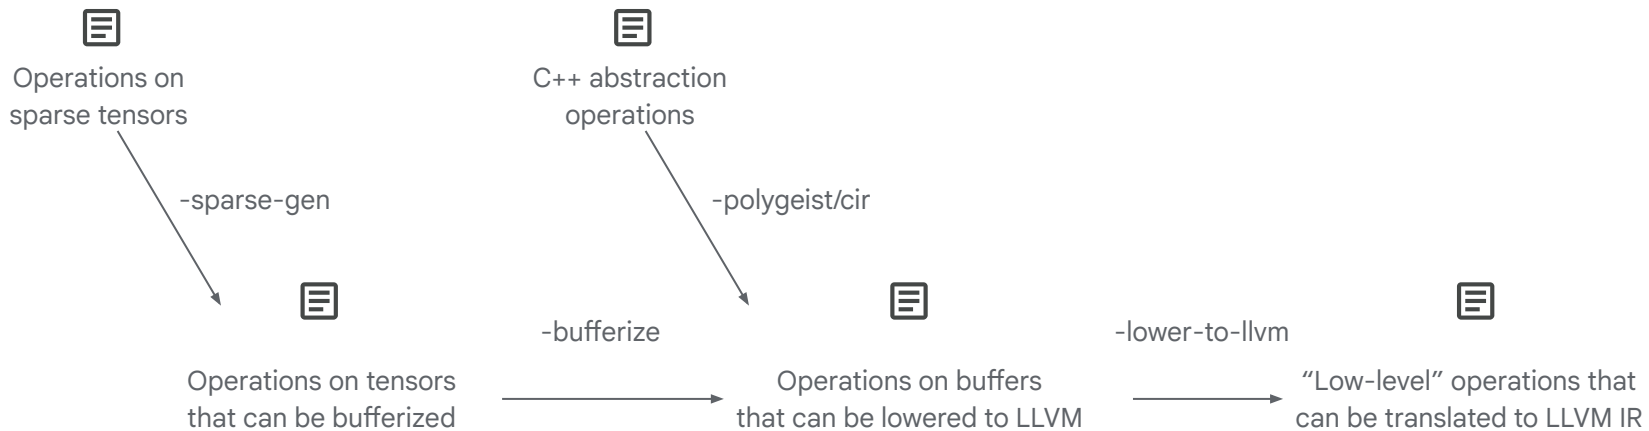 Operations on
sparse tensors
C++ abstraction
operations
-sparse-gen
-polygeist/cir
-bufferize
-lower-to-llvm
Operations on tensors
that can be bufferized
Operations on buffers
that can be lowered to LLVM
“Low-level” operations that
can be translated to LLVM IR